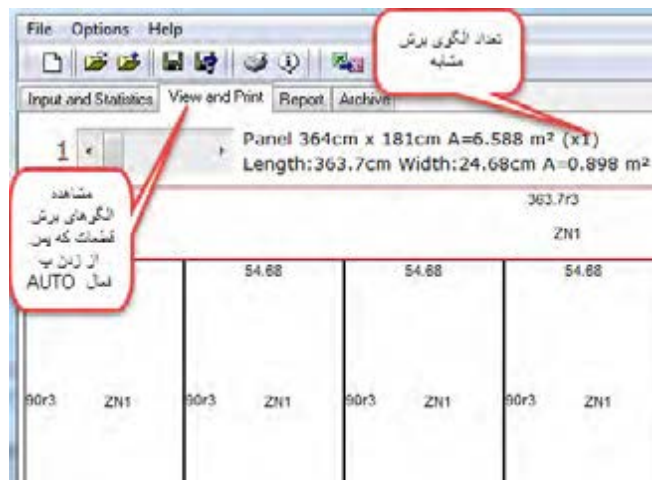 File Options Help
تعداد الگوی برش
مشابه
Input and Statistics View and Print Report Archive
1
Panel 364cm x 181cm A=6.588 m² (x1)
Length:363.7cm Width:24.68cm A=0.898 m²
مشاهده
الگوهای برش
قطعات که پس
از زدن ب
فعال AUTO
363.7r3
ZN1
54.68 54.68 54.68
90r3 ZN1 90r3 ZN1 90r3 ZN1 90r3 ZN1